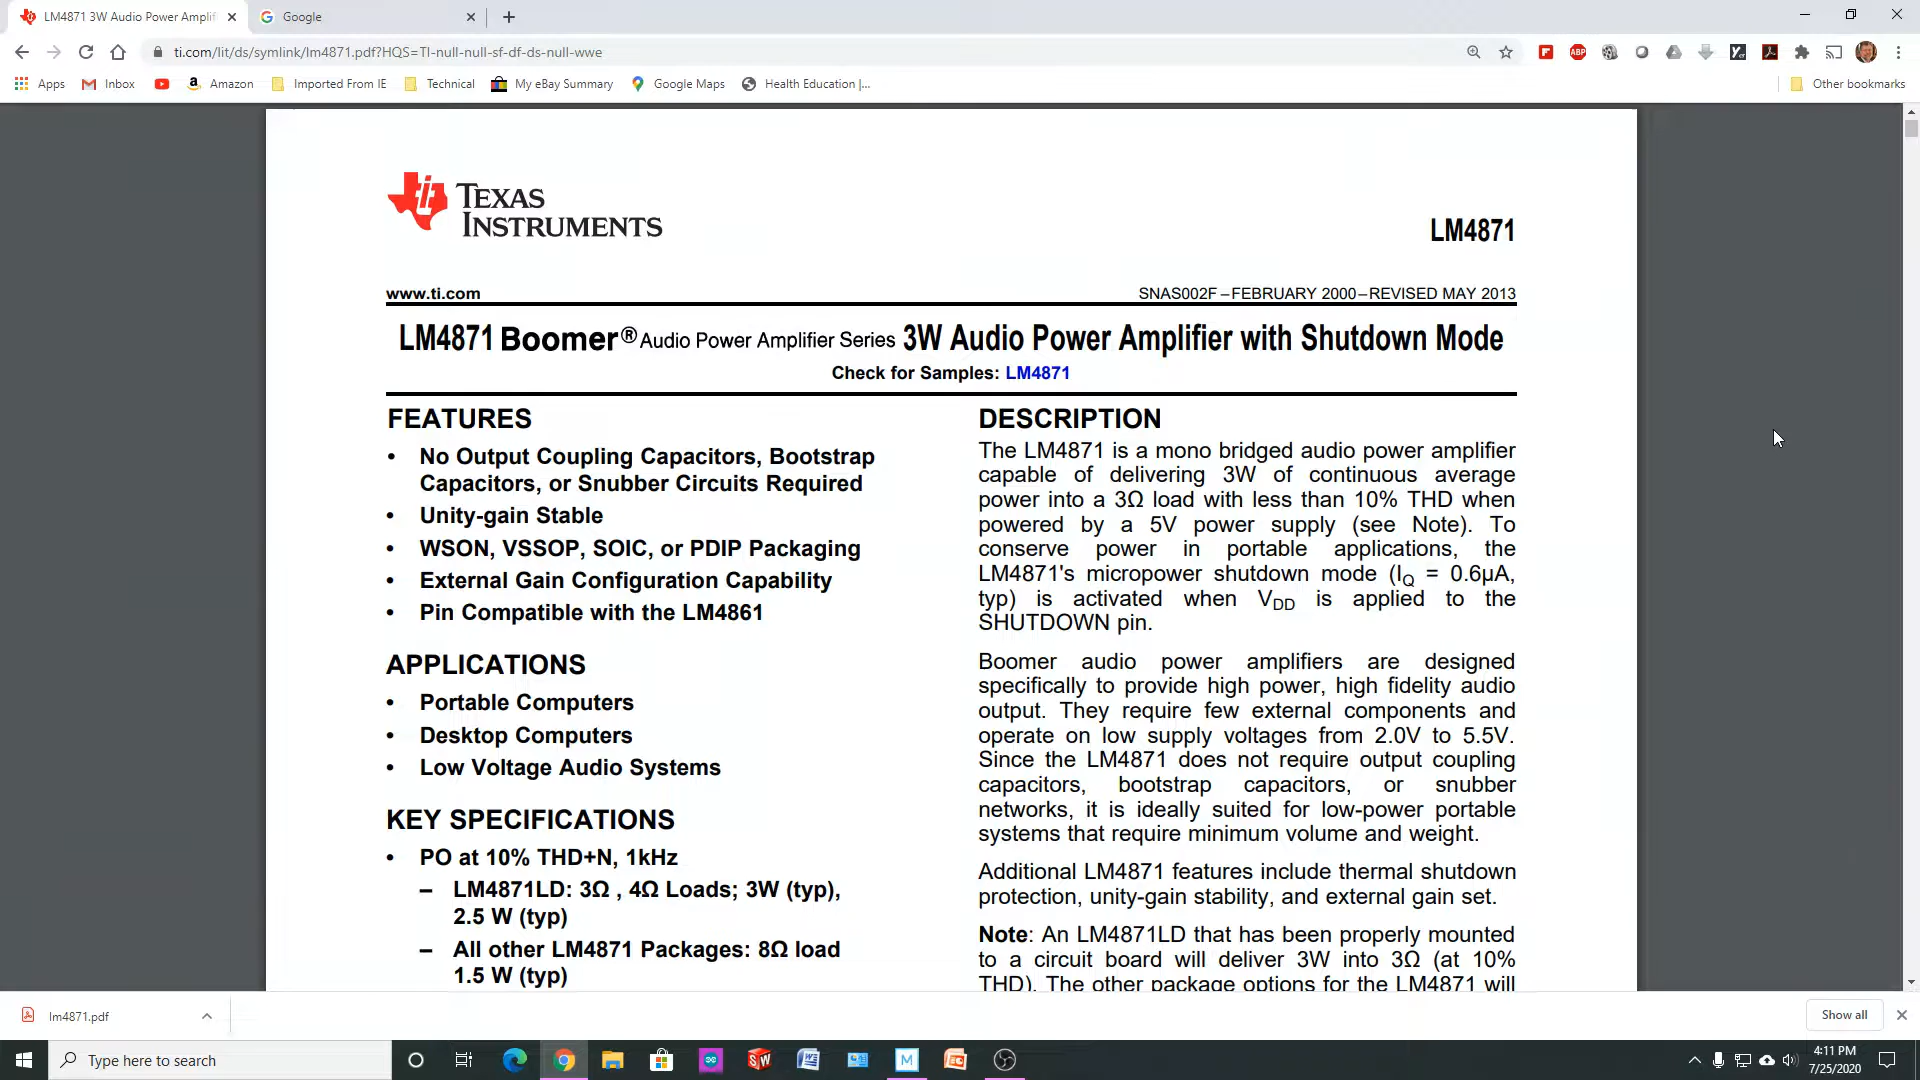 LM4871 3W Audio Power Amplif
Google
ti.com/lit/ds/symlink/lm4871.pdf?HQS=TI-null-null-sf-df-ds-null-wwe
ABP
Apps
Inbox
Amazon
Imported From IE
Technical
My eBay Summary
Google Maps
Health Education |...
Other bookmarks
TEXAS
INSTRUMENTS
LM4871
www.ti.com
SNAS002F –FEBRUARY 2000–REVISED MAY 2013
LM4871 Boomer® Audio Power Amplifier Series 3W Audio Power Amplifier with Shutdown Mode
Check for Samples: LM4871
FEATURES
• No Output Coupling Capacitors, Bootstrap
Capacitors, or Snubber Circuits Required
• Unity-gain Stable
• WSON, VSSOP, SOIC, or PDIP Packaging
• External Gain Configuration Capability
• Pin Compatible with the LM4861
APPLICATIONS
• Portable Computers
• Desktop Computers
• Low Voltage Audio Systems
KEY SPECIFICATIONS
• PO at 10% THD+N, 1kHz
– LM4871LD: 3Ω , 4Ω Loads; 3W (typ),
2.5 W (typ)
– All other LM4871 Packages: 8Ω load
1.5 W (typ)
DESCRIPTION
The LM4871 is a mono bridged audio power amplifier
capable of delivering 3W of continuous average
power into a 3Ω load with less than 10% THD when
powered by a 5V power supply (see Note). To
conserve power in portable applications, the
LM4871's micropower shutdown mode (IQ = 0.6μA,
typ) is activated when VDD is applied to the
SHUTDOWN pin.
Boomer audio power amplifiers are designed
specifically to provide high power, high fidelity audio
output. They require few external components and
operate on low supply voltages from 2.0V to 5.5V.
Since the LM4871 does not require output coupling
capacitors, bootstrap capacitors, or snubber
networks, it is ideally suited for low-power portable
systems that require minimum volume and weight.
Additional LM4871 features include thermal shutdown
protection, unity-gain stability, and external gain set.
Note: An LM4871LD that has been properly mounted
to a circuit board will deliver 3W into 3Ω (at 10%
THD). The other package options for the LM4871 will
lm4871.pdf
Show all
Type here to search
4:11 PM
7/25/2020